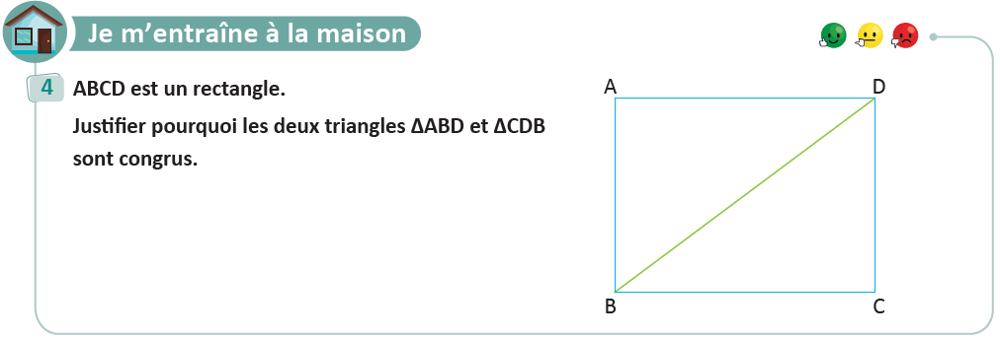 Je m’entraîne à la maison
4 ABCD est un rectangle.
Justifier pourquoi les deux triangles ΔABD et ΔCDB
sont congrus.
A D
B C